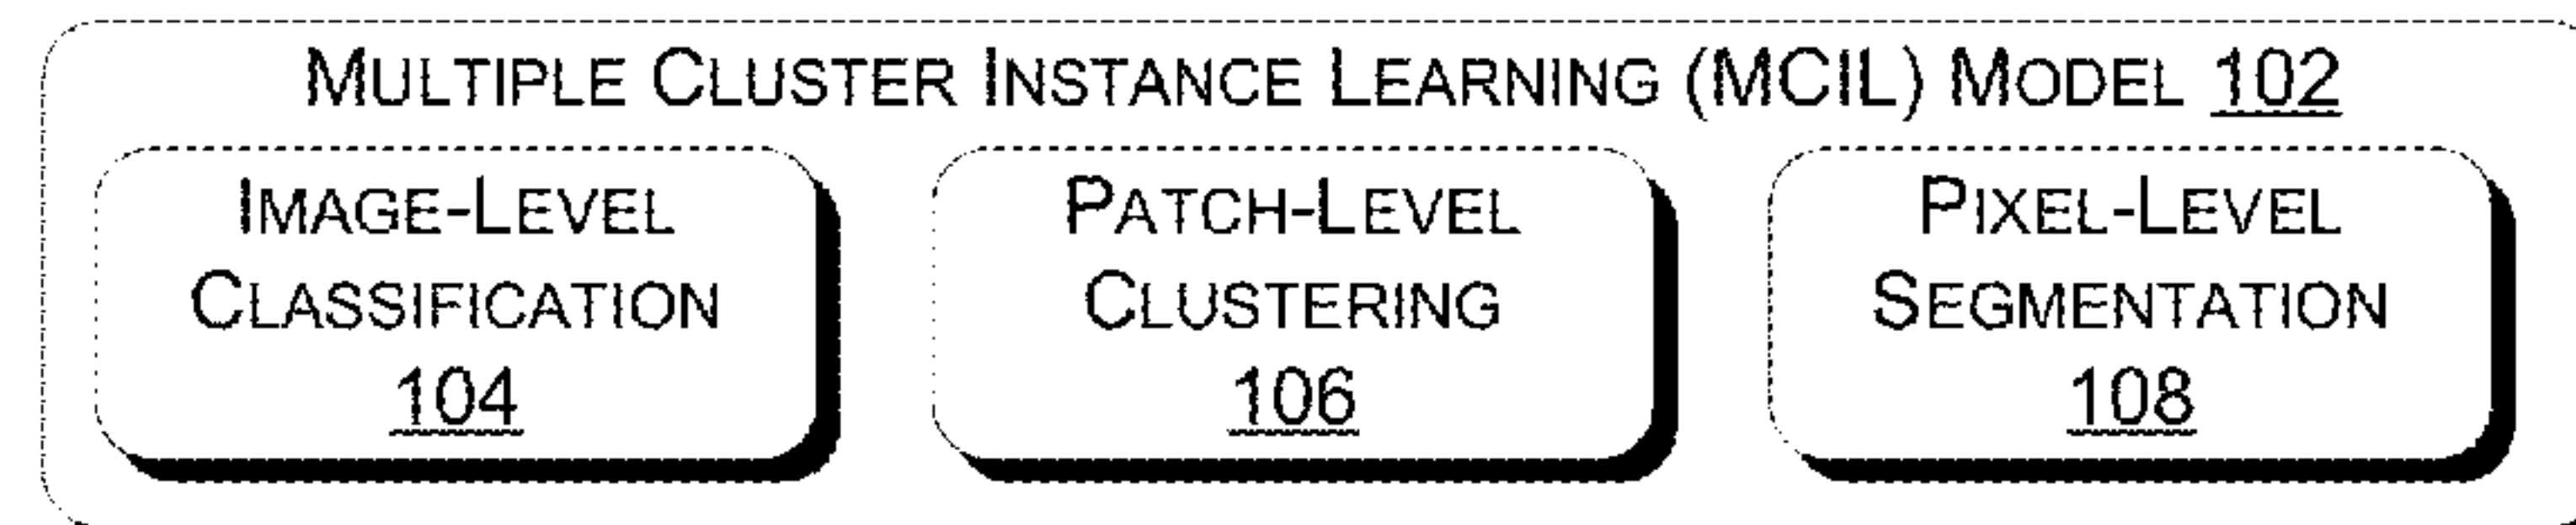 MULTIPLE CLUSTER INSTANCE LEARNING (MCIL) MODEL 102
IMAGE-LEVEL
CLASSIFICATION
104
PATCH-LEVEL
CLUSTERING
106
PIXEL-LEVEL
SEGMENTATION
108